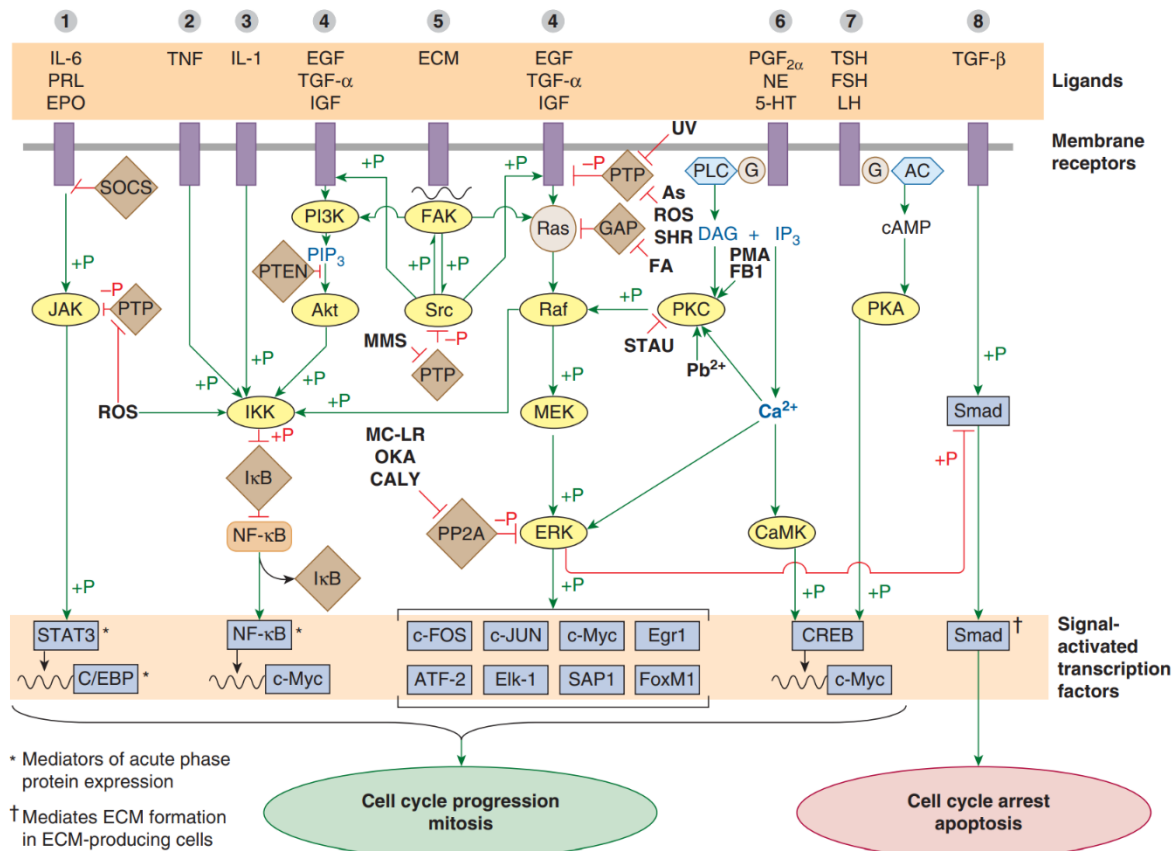 1 2 3 4 5 4 6 7 8
IL-6 TNF IL-1 EGF ECM EGF PGF2α TSH TGF-β
PRL TGF-α TGF-α NE FSH
EPO IGF IGF 5-HT LH
Ligands
Membrane
receptors
UV
+P +P –P PTP
PLC G G AC
SOCS
As
ROS
SHR
PI3K FAK Ras GAP
FA
DAG + IP3
cAMP
PTEN PIP3
+P +P
PMA
FB1
+P
–P
JAK PTP Akt Src Raf +P PKC PKA
MMS –P
PTP
STAU
Pb2+
+P +P +P +P +P
ROS IKK MEK Ca2+ Smad
+P
+P
MC-LR
OKA
CALY
IκB
+P
NF-κB PP2A –P ERK CaMK
IκB
+P +P +P +P
STAT3 * NF-κB * c-FOS c-JUN c-Myc Egr1 CREB Smad †
C/EBP * c-Myc ATF-2 Elk-1 SAP1 FoxM1 c-Myc
Signal-
activated
transcription
factors
* Mediators of acute phase
protein expression
† Mediates ECM formation
in ECM-producing cells
Cell cycle progression
mitosis
Cell cycle arrest
apoptosis